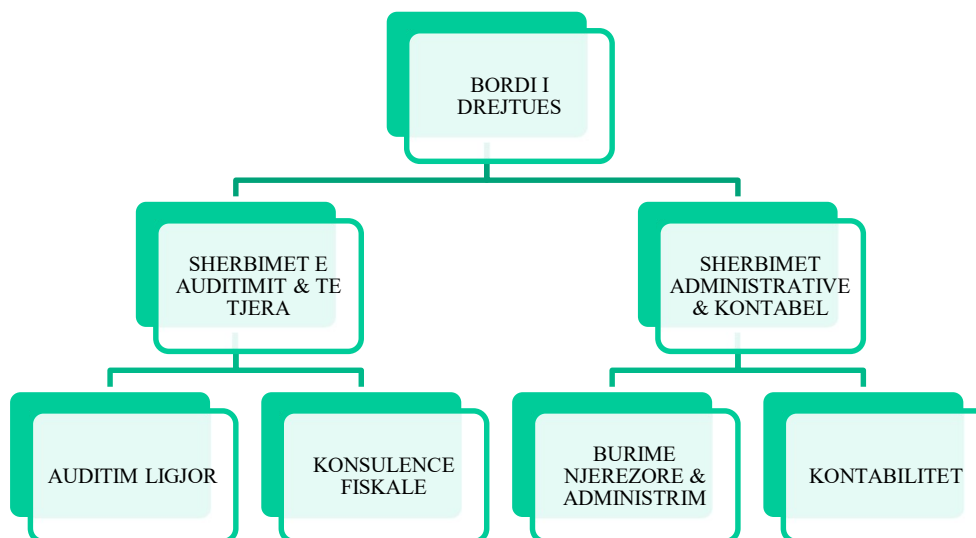 BORDI I
DREJTUES
SHERBIMET E
AUDITIMIT & TE
TJERA
SHERBIMET
ADMINISTRATIVE
& KONTABEL
AUDITIM LIGJOR
KONSULENCE
FISKALE
BURIME
NJEREZORE &
ADMINISTRIM
KONTABILITET